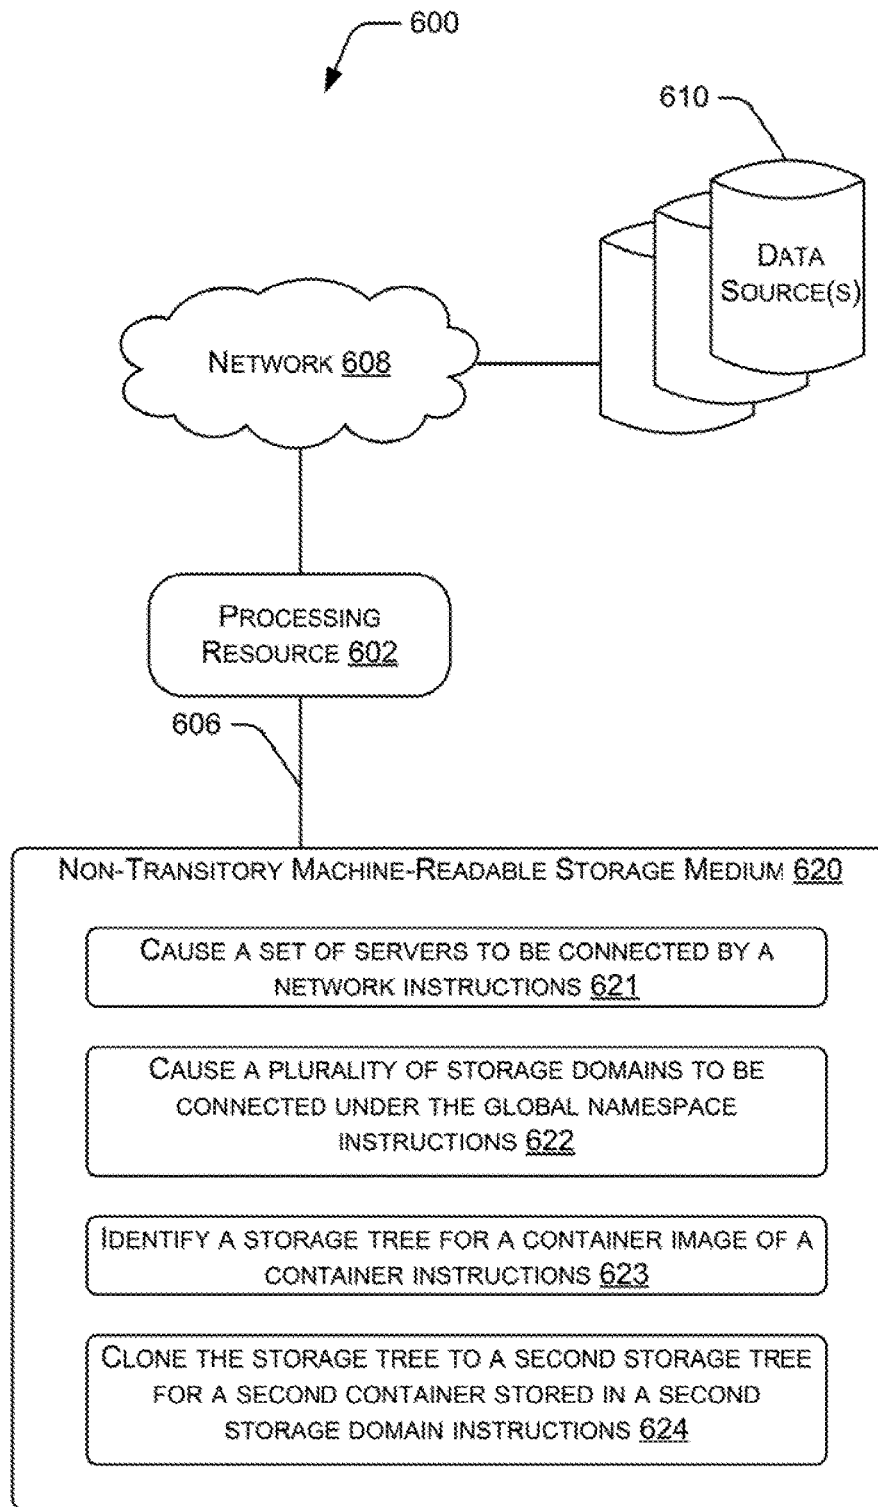 600
610
DATA
SOURCE(S)
NETWORK 608
PROCESSING
RESOURCE 602
606
NON-TRANSITORY MACHINE-READABLE STORAGE MEDIUM 620
CAUSE A SET OF SERVERS TO BE CONNECTED BY A
NETWORK INSTRUCTIONS 621
CAUSE A PLURALITY OF STORAGE DOMAINS TO BE
CONNECTED UNDER THE GLOBAL NAMESPACE
INSTRUCTIONS 622
IDENTIFY A STORAGE TREE FOR A CONTAINER IMAGE OF A
CONTAINER INSTRUCTIONS 623
CLONE THE STORAGE TREE TO A SECOND STORAGE TREE
FOR A SECOND CONTAINER STORED IN A SECOND
STORAGE DOMAIN INSTRUCTIONS 624